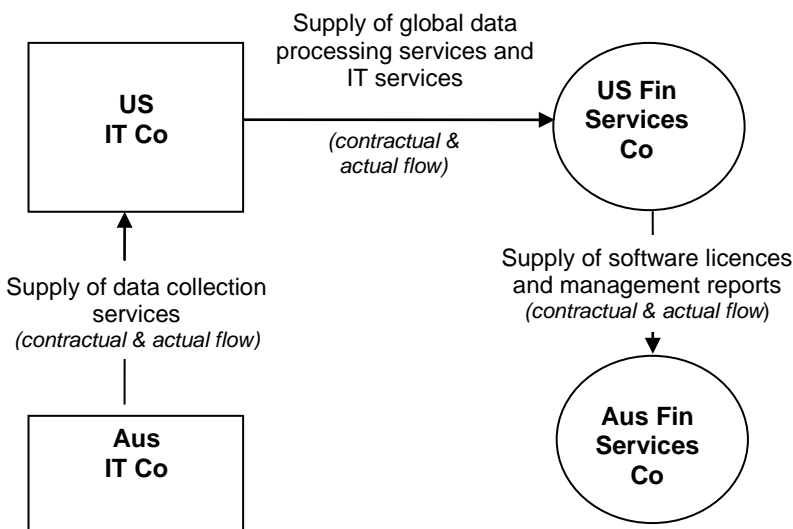 Supply of global data
processing services and
IT services
US
IT Co
US Fin
Services
Co
(contractual &
actual flow)
Supply of data collection
services
(contractual & actual flow)
Supply of software licences
and management reports
(contractual & actual flow)
Aus
IT Co
Aus Fin
Services
Co